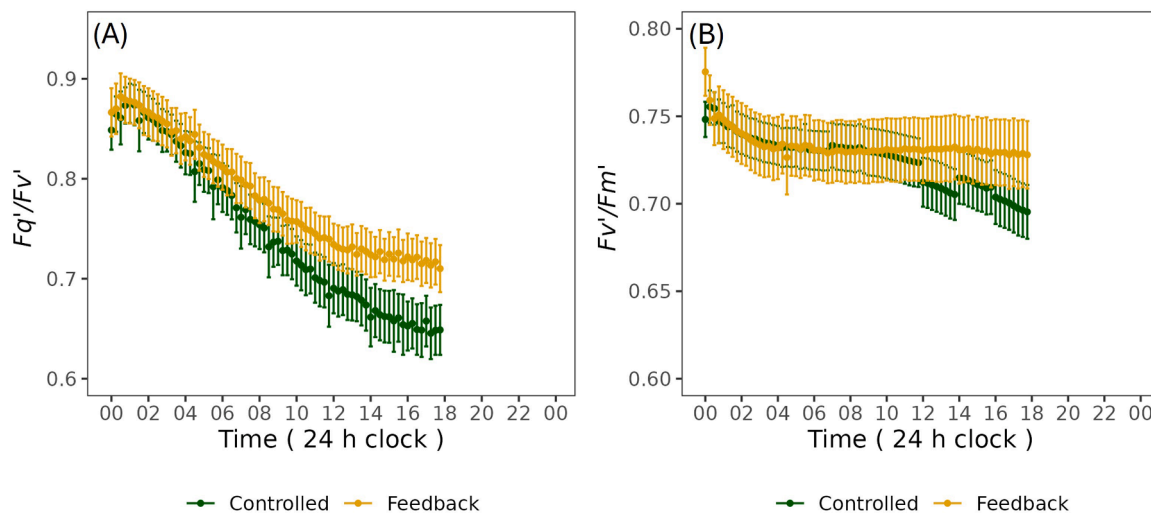 (A)
Fq'/Fv'
0.9
0.8
0.7
0.6
00 02 04 06 08 10 12 14 16 18 20 22 00
Time ( 24 h clock )
Controlled Feedback
(B)
Fv'/Fm'
0.80
0.75
0.70
0.65
0.60
00 02 04 06 08 10 12 14 16 18 20 22 00
Time ( 24 h clock )
Controlled Feedback